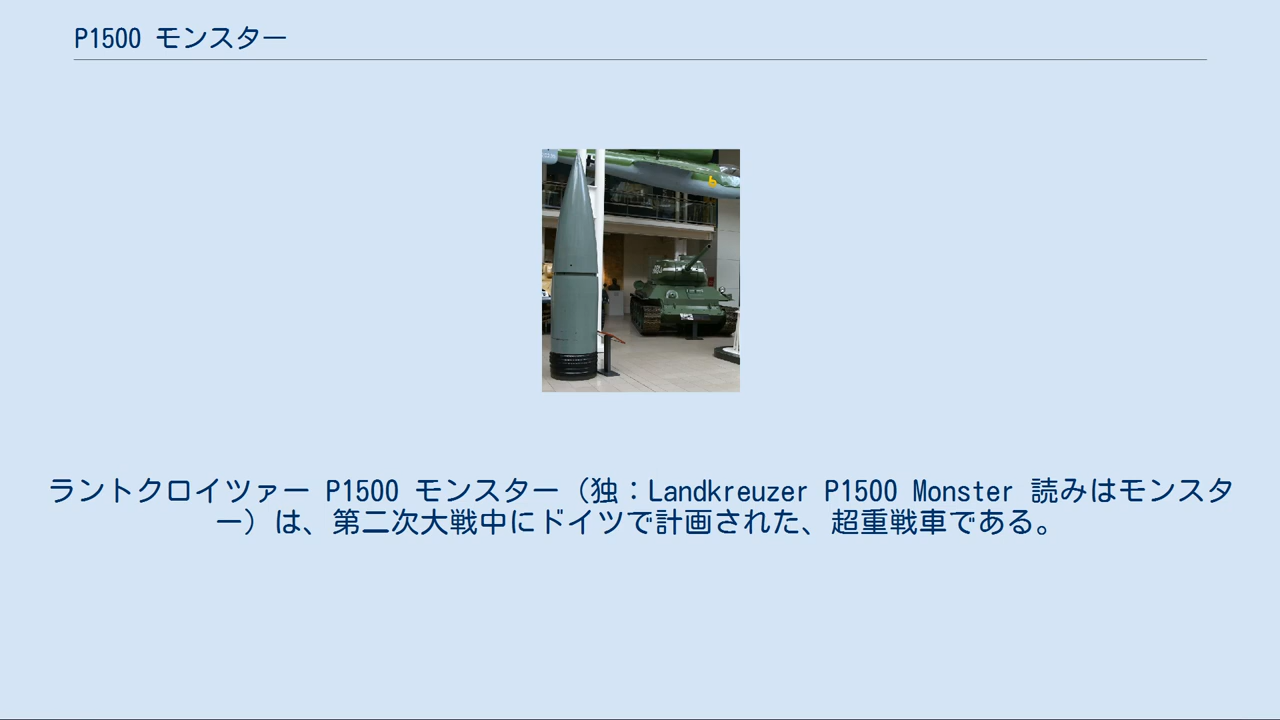 P1500 モンスター
ラントクロイツァー P1500 モンスター（独：Landkreuzer P1500 Monster 読みはモンスタ
ー）は、第二次大戦中にドイツで計画された、超重戦車である。